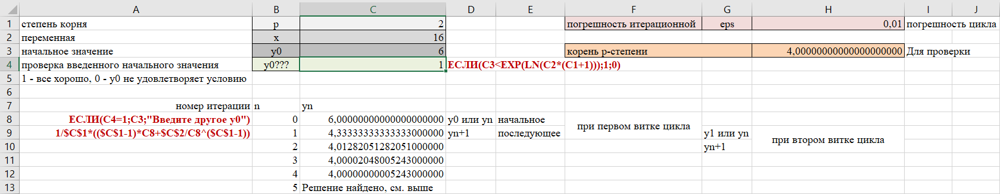 A B C D E F G H I J
1 степень корня p 2 погрешность итерационной eps 0,01 погрешность цикла
2 переменная x 16
3 начальное значение y0 6 корень p-степени 4,00000000000000000000 Для проверки
4 проверка введенного начального значения y0??? 1 ЕСЛИ(C3<EXP(LN(C2*(C1+1)));1;0)
5 1 - все хорошо, 0 - y0 не удовлетворяет условию
6
7 номер итерации n yn
8 ЕСЛИ(C4=1;C3;"Введите другое y0") 0 6,00000000000000000000 y0 или yn начальное
при первом витке цикла
9 1/$C$1*(($C$1-1)*C8+$C$2/C8^($C$1-1)) 1 4,33333333333333000000 yn+1 последующее y1 или yn
при втором витке цикла
10 2 4,01282051282051000000 yn+1
11 3 4,00002048005243000000
12 4 4,00000000005243000000
13 5 Решение найдено, см. выше